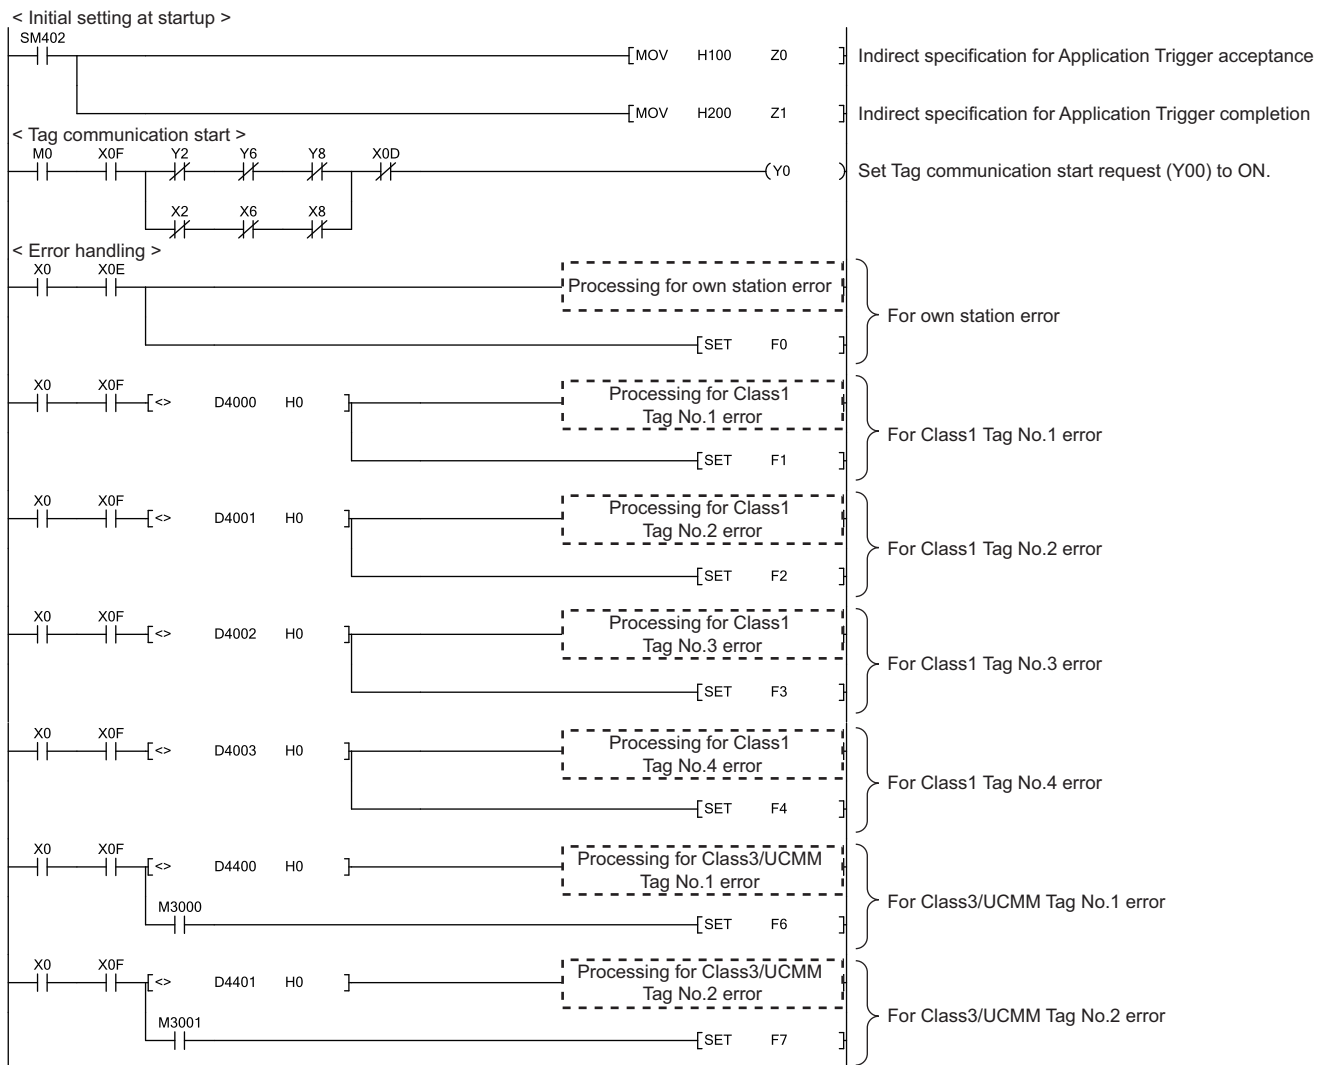 < Initial setting at startup >
SM402
[MOV H100 Z0 ] Indirect specification for Application Trigger acceptance
[MOV H200 Z1 ] Indirect specification for Application Trigger completion
< Tag communication start >
M0 X0F Y2 Y6 Y8 X0D
(Y0 ) Set Tag communication start request (Y00) to ON.
X2 X6 X8
< Error handling >
X0 X0E
Processing for own station error
For own station error
[SET F0 ]
X0 X0F
[<> D4000 H0 ]
Processing for Class1
Tag No.1 error
For Class1 Tag No.1 error
[SET F1 ]
X0 X0F
[<> D4001 H0 ]
Processing for Class1
Tag No.2 error
For Class1 Tag No.2 error
[SET F2 ]
X0 X0F
[<> D4002 H0 ]
Processing for Class1
Tag No.3 error
For Class1 Tag No.3 error
[SET F3 ]
X0 X0F
[<> D4003 H0 ]
Processing for Class1
Tag No.4 error
For Class1 Tag No.4 error
[SET F4 ]
X0 X0F
[<> D4400 H0 ]
Processing for Class3/UCMM
Tag No.1 error
For Class3/UCMM Tag No.1 error
M3000
[SET F6 ]
X0 X0F
[<> D4401 H0 ]
Processing for Class3/UCMM
Tag No.2 error
For Class3/UCMM Tag No.2 error
M3001
[SET F7 ]